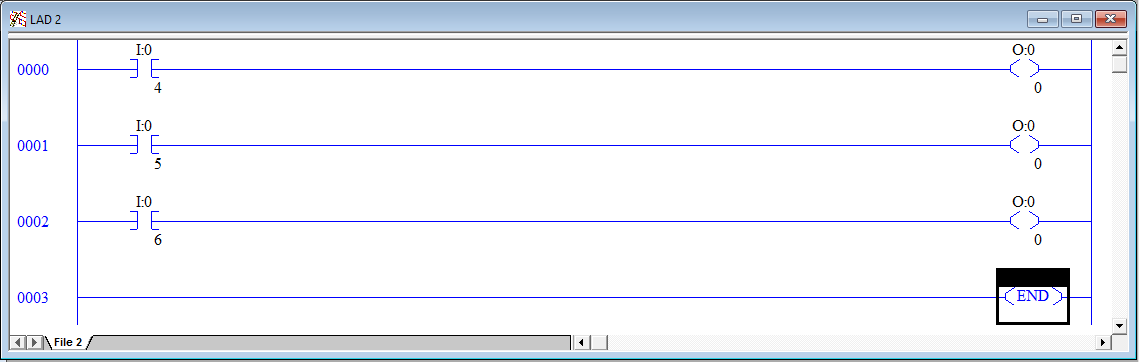 LAD 2
I:0 O:0
0000
4 0
I:0 O:0
0001
5 0
I:0 O:0
0002
6 0
0003 END
File 2